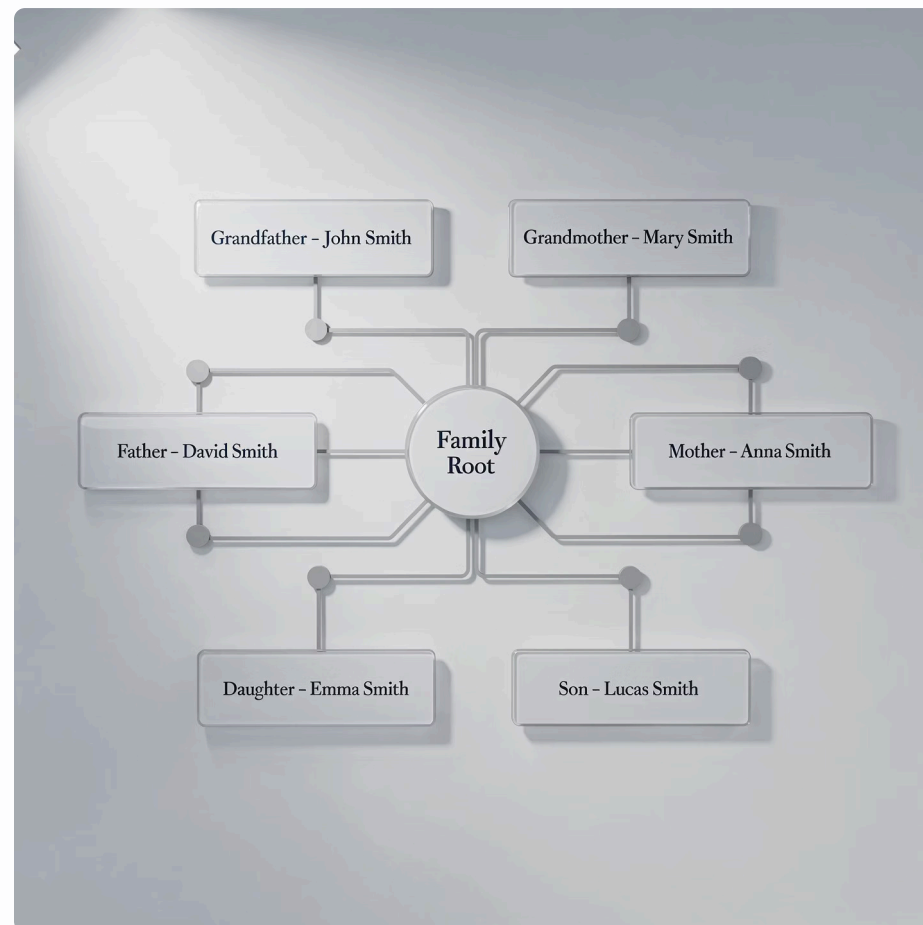 Grandfather – John Smith
Grandmother – Mary Smith
Family
Root
Father – David Smith
Mother – Anna Smith
Daughter – Emma Smith
Son – Lucas Smith